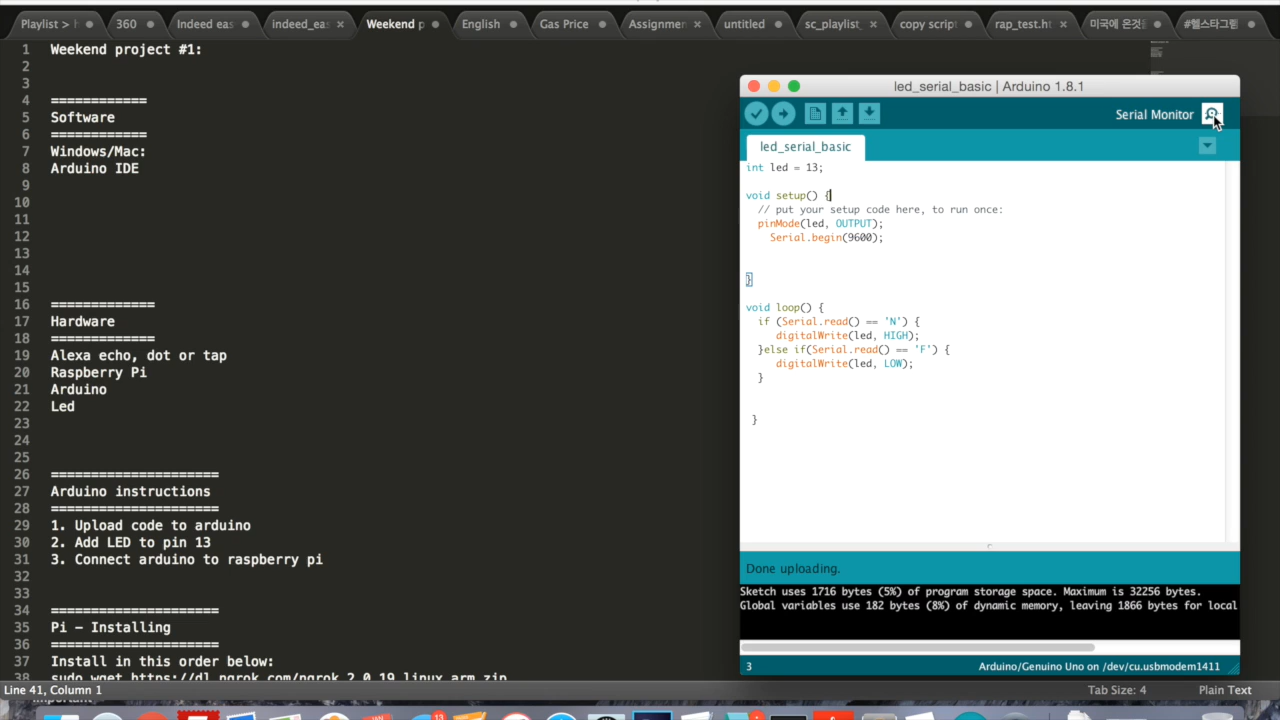 Playlist > 360 Indeed eas indeed_eas Weekend p English Gas Price Assignmen untitled sc_playlist_ copy script rap_test.ht 미국에 온것 #헬스타그램
1 Weekend project #1:
2
3
4 ============
5 Software
6 ============
7 Windows/Mac:
8 Arduino IDE
9
10
11
12
13
14
15
16 =============
17 Hardware
18 =============
19 Alexa echo, dot or tap
20 Raspberry Pi
21 Arduino
22 Led
23
24
25
26 =====================
27 Arduino instructions
28 =====================
29 1. Upload code to arduino
30 2. Add LED to pin 13
31 3. Connect arduino to raspberry pi
32
33
34 =====================
35 Pi – Installing
36 =====================
37 Install in this order below:
38 sudo wget https://dl.ngrok.com/ngrok_2.0.19_linux_arm.zip
Line 41, Column 1
Tab Size: 4
Plain Text
led_serial_basic | Arduino 1.8.1
Serial Monitor
led_serial_basic
int led = 13;
void setup() {
// put your setup code here, to run once:
pinMode(led, OUTPUT);
Serial.begin(9600);
}
void loop() {
if (Serial.read() == 'N') {
digitalWrite(led, HIGH);
}else if(Serial.read() == 'F') {
digitalWrite(led, LOW);
}
}
Done uploading.
Sketch uses 1716 bytes (5%) of program storage space. Maximum is 32256 bytes.
Global variables use 182 bytes (8%) of dynamic memory, leaving 1866 bytes for local
3
Arduino/Genuino Uno on /dev/cu.usbmodem1411